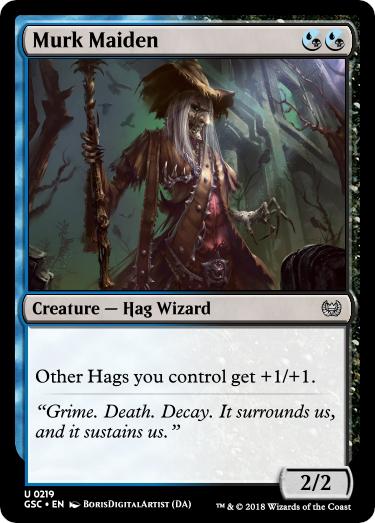 Murk Maiden
Creature — Hag Wizard
Other Hags you control get +1/+1.
“Grime. Death. Decay. It surrounds us,
and it sustains us.”
2/2
U 0219
GSC • EN BorisDigitalArtist (DA)
™ & © 2018 Wizards of the Coast